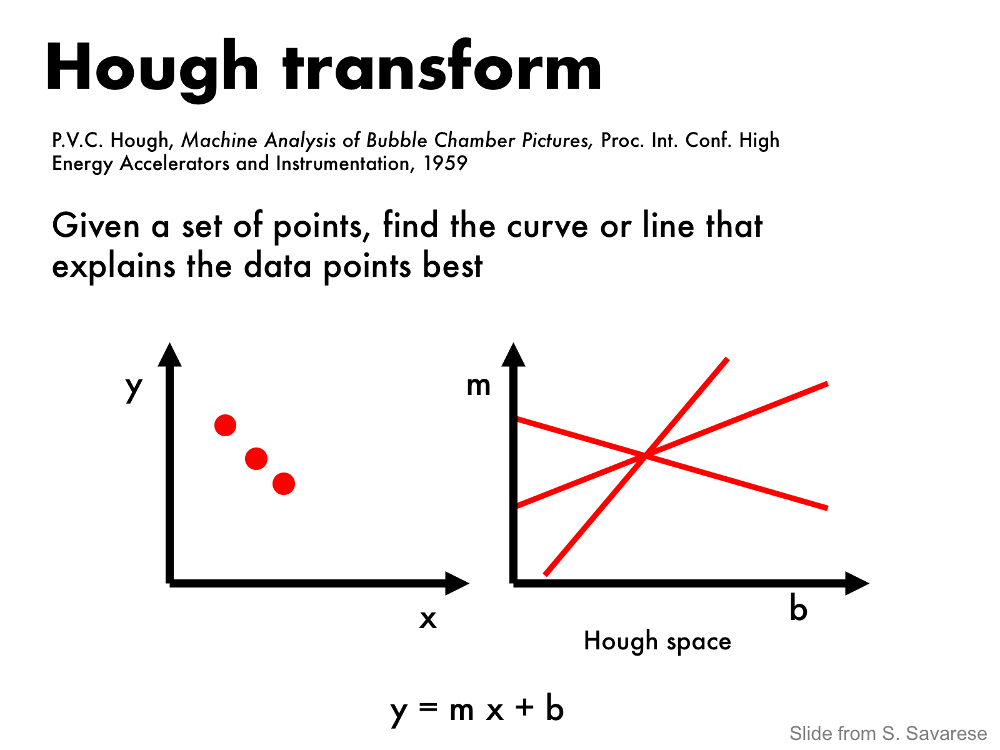 Hough transform
P.V.C. Hough, Machine Analysis of Bubble Chamber Pictures, Proc. Int. Conf. High
Energy Accelerators and Instrumentation, 1959
Given a set of points, find the curve or line that
explains the data points best
y
m
x
b
Hough space
y = m x + b
Slide from S. Savarese